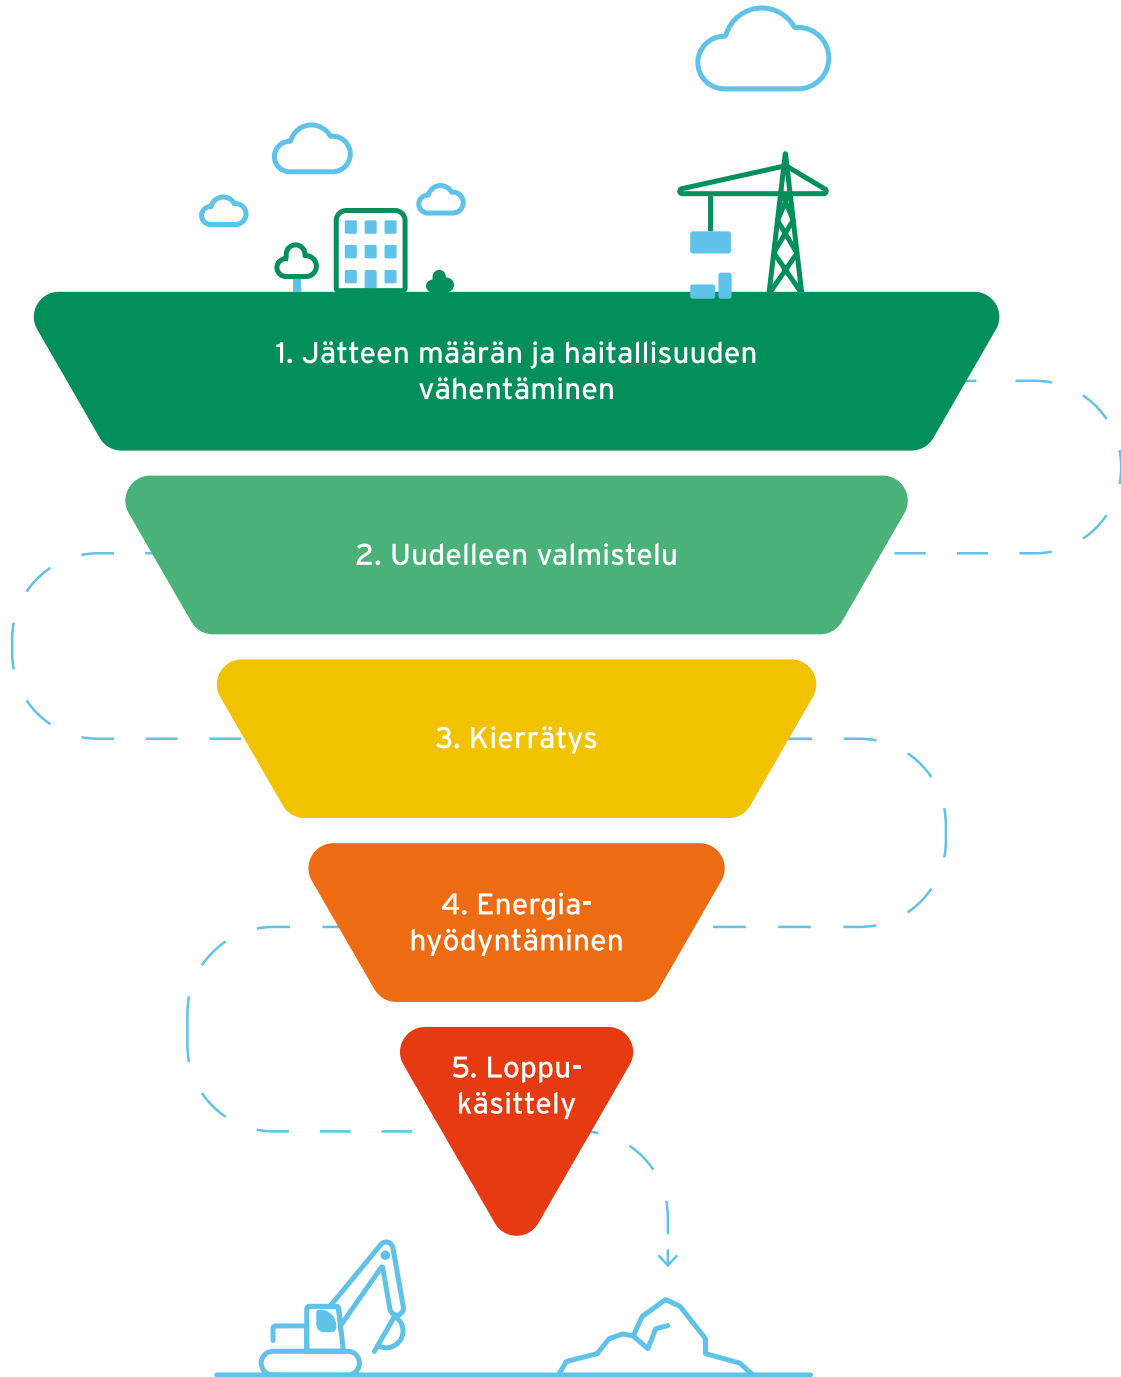 1. Jätteen määrän ja haitallisuuden
vähentäminen
2. Uudelleen valmistelu
3. Kierrätys
4. Energia-
hyödyntäminen
5. Loppu-
käsittely